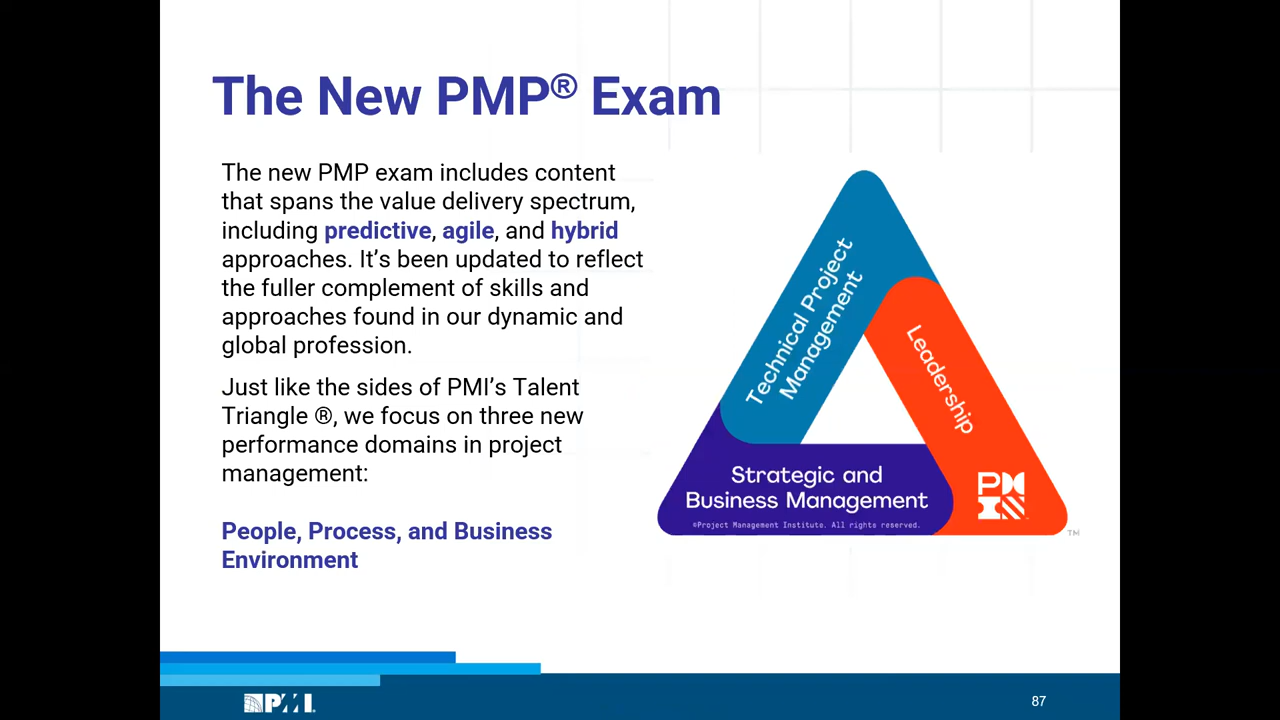 The New PMP® Exam
The new PMP exam includes content
that spans the value delivery spectrum,
including predictive, agile, and hybrid
approaches. It’s been updated to reflect
the fuller complement of skills and
approaches found in our dynamic and
global profession.
Just like the sides of PMI’s Talent
Triangle ®, we focus on three new
performance domains in project
management:
People, Process, and Business
Environment
Technical Project
Management
Leadership
Strategic and
Business Management
©Project Management Institute. All rights reserved.
PMI
TM
PMI
87